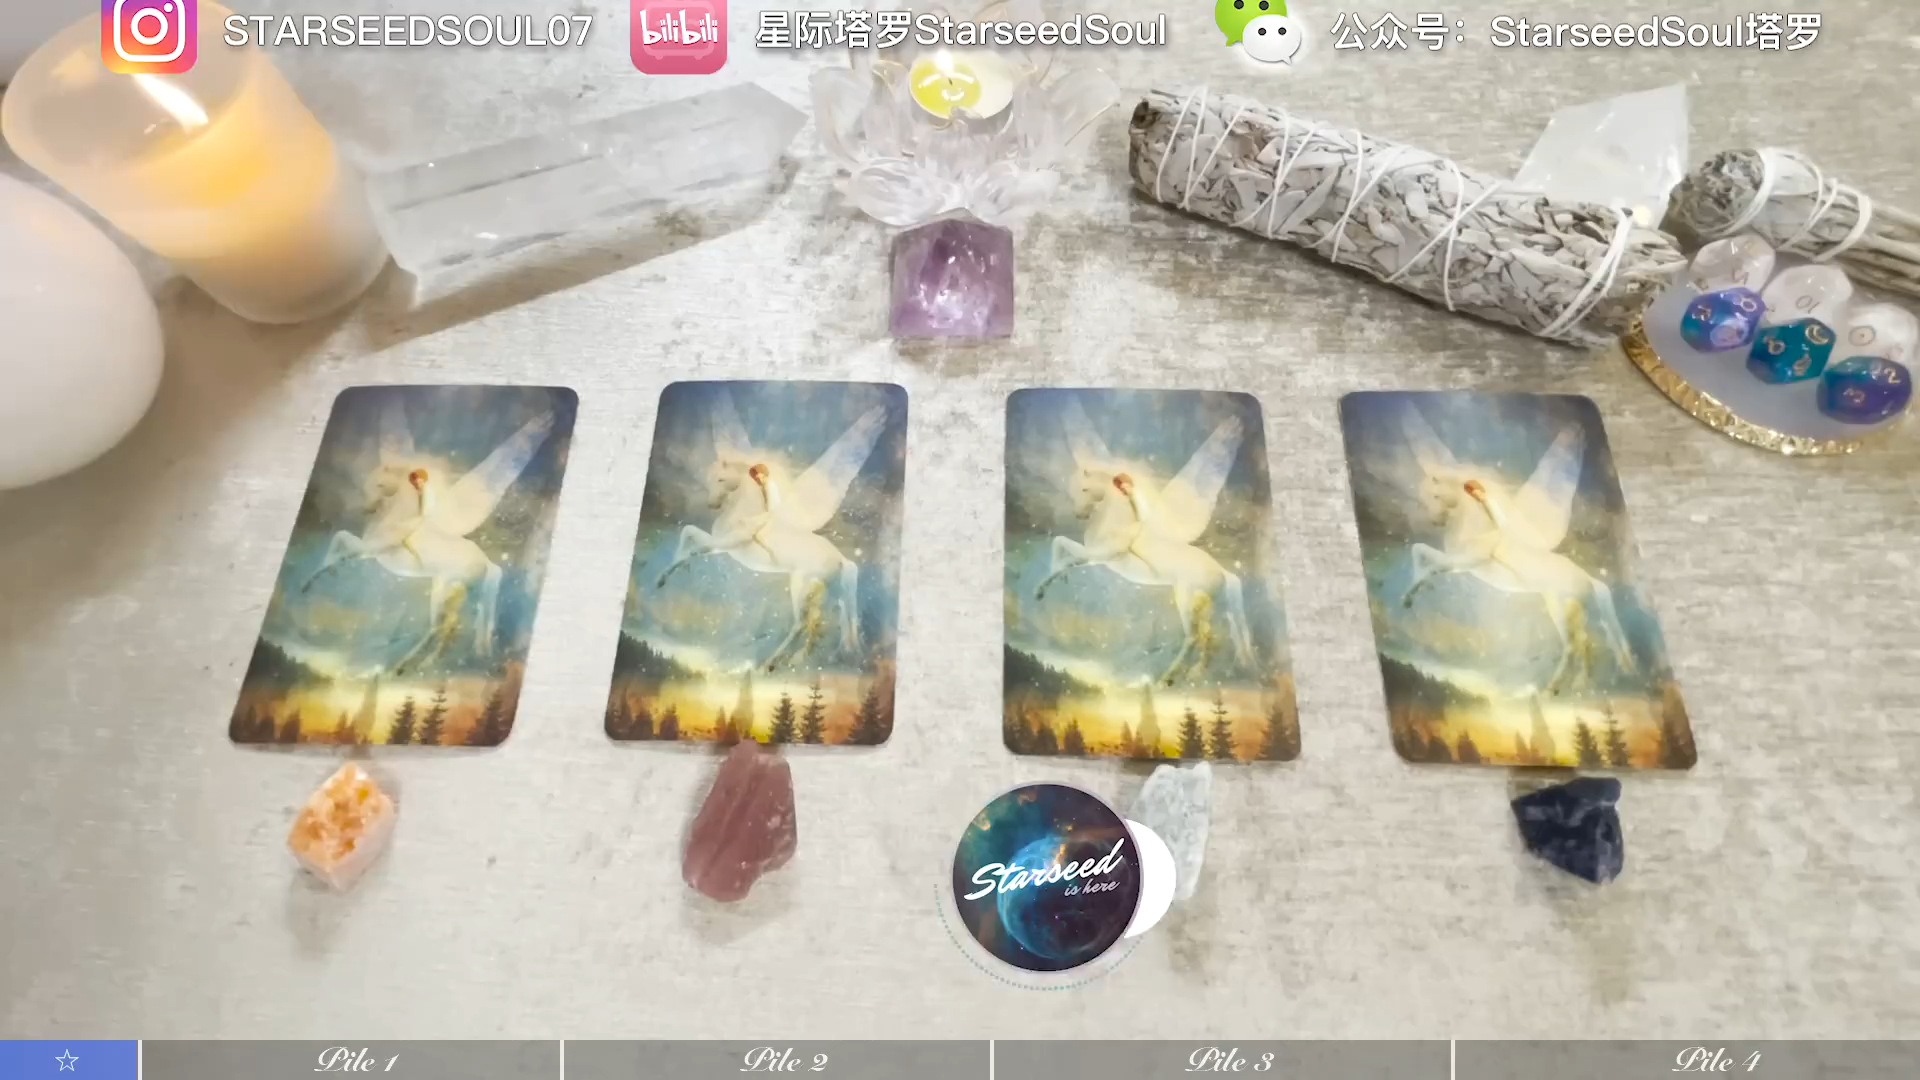 STARSEEDSOUL07
bilibili
星际塔罗StarseedSoul
公众号：StarseedSoul塔罗
Starseed
is here
Pile 1
Pile 2
Pile 3
Pile 4